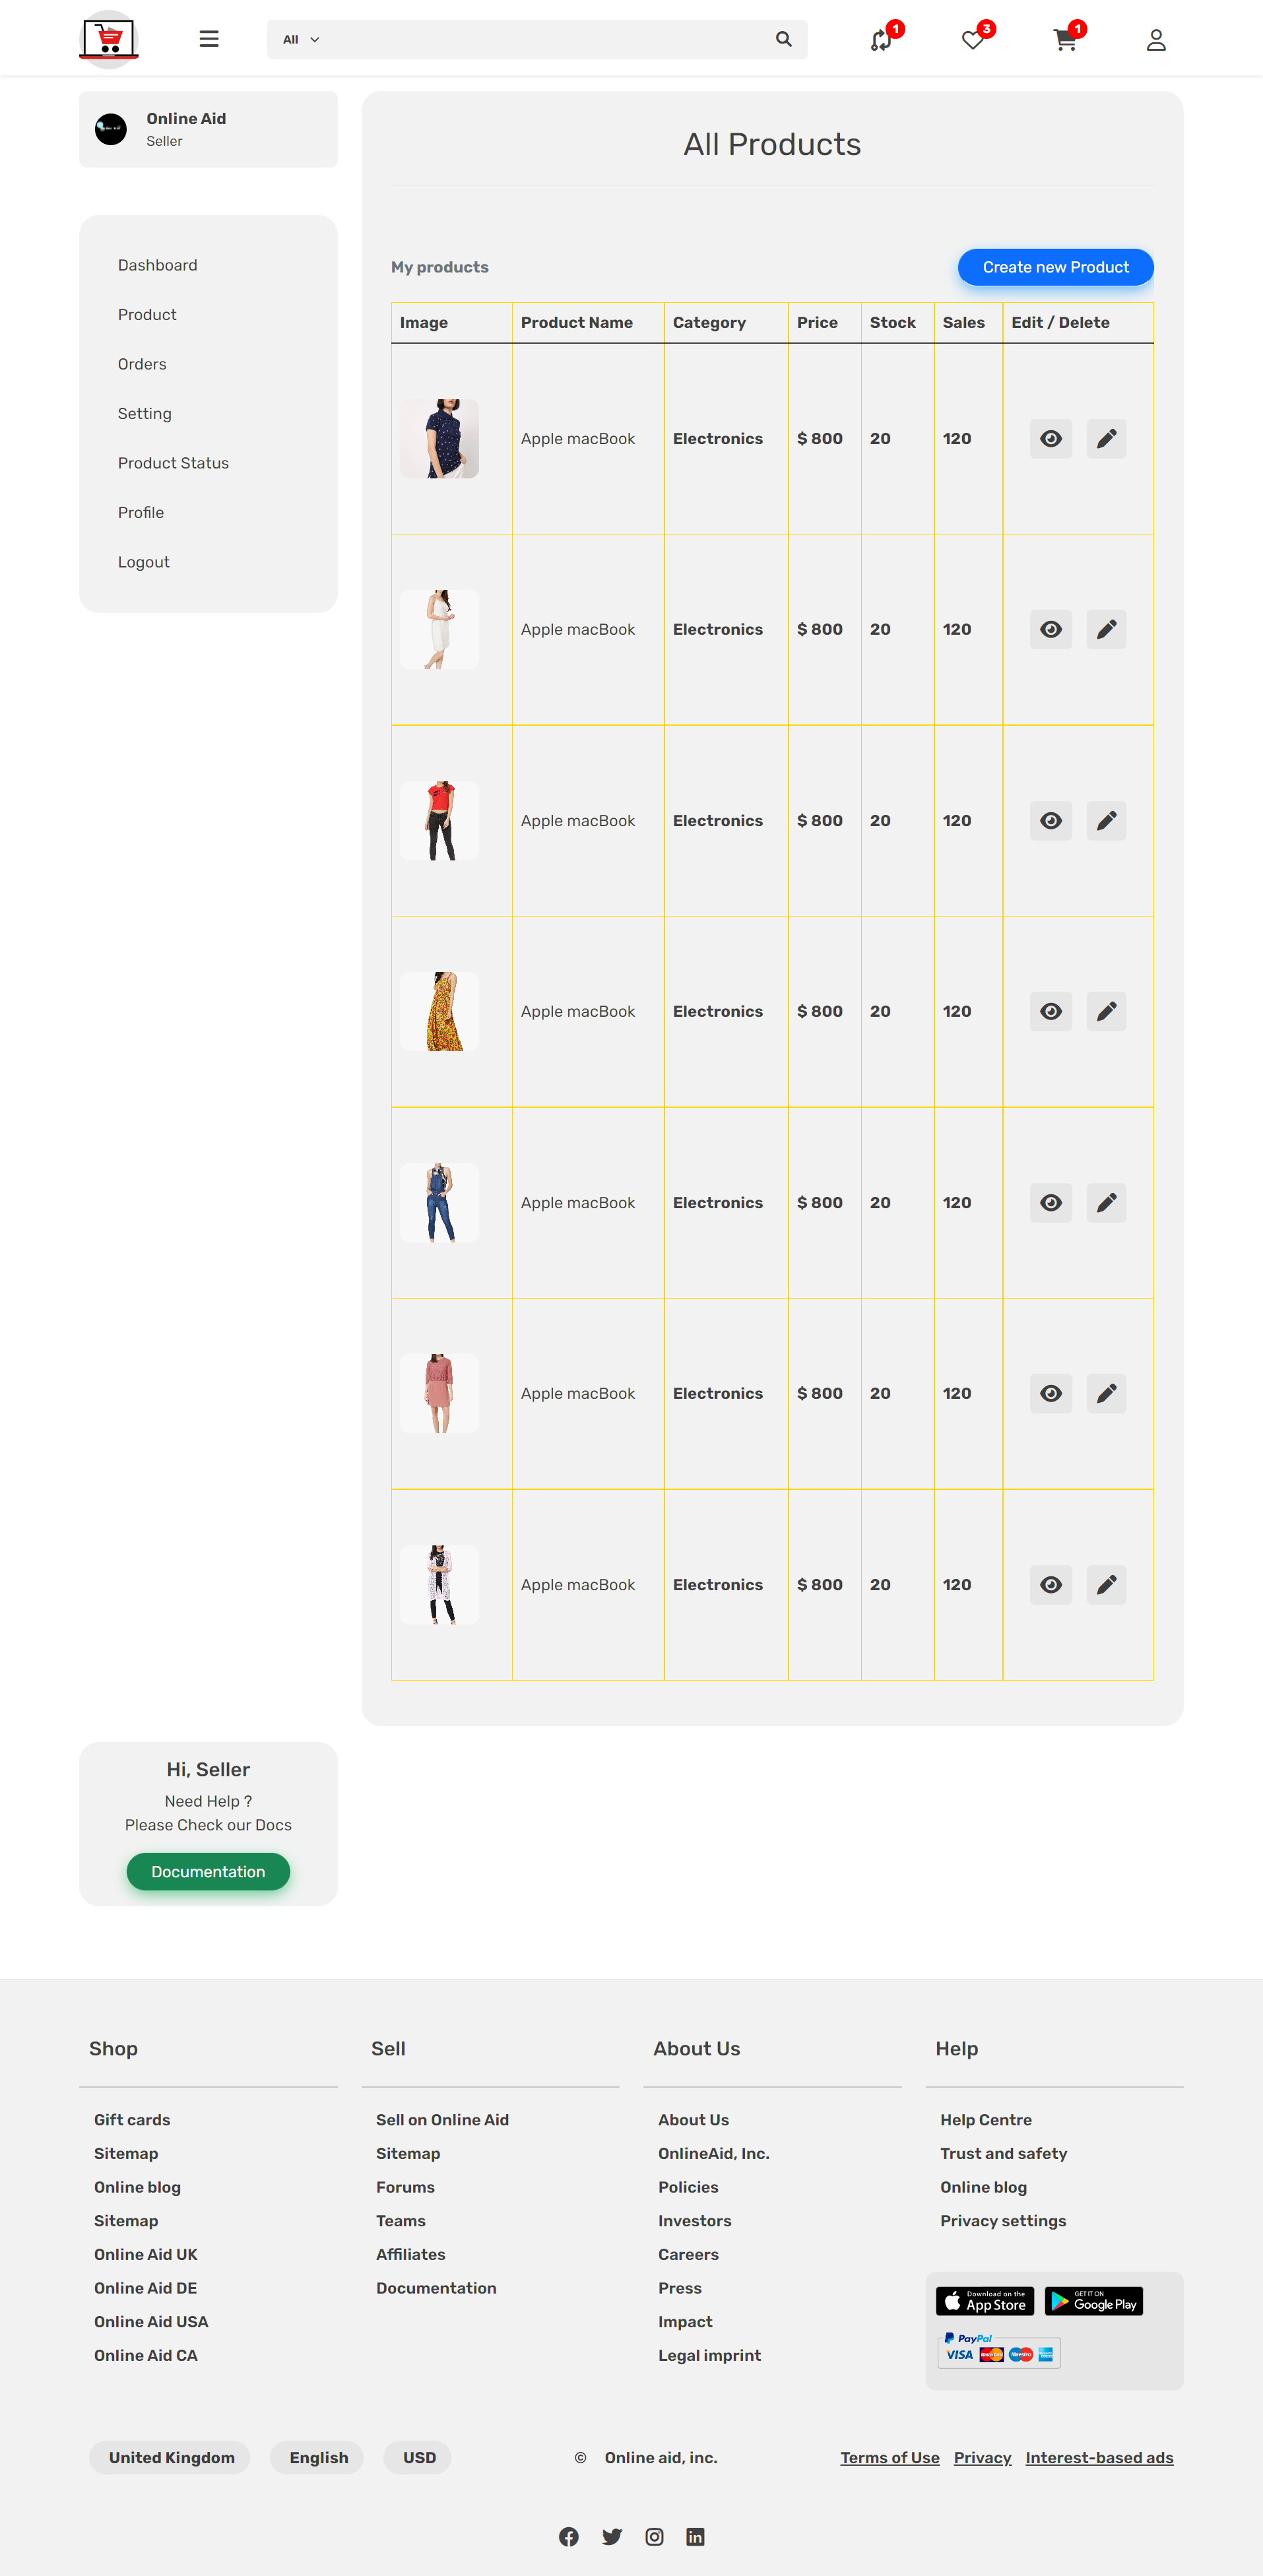 All
1
3
1
Online Aid
Seller
Dashboard
Product
Orders
Setting
Product Status
Profile
Logout
All Products
My products
Create new Product
Image Product Name Category Price Stock Sales Edit / Delete
Apple macBook Electronics $ 800 20 120
Apple macBook Electronics $ 800 20 120
Apple macBook Electronics $ 800 20 120
Apple macBook Electronics $ 800 20 120
Apple macBook Electronics $ 800 20 120
Apple macBook Electronics $ 800 20 120
Apple macBook Electronics $ 800 20 120
Hi, Seller
Need Help ?
Please Check our Docs
Documentation
Shop
Gift cards
Sitemap
Online blog
Sitemap
Online Aid UK
Online Aid DE
Online Aid USA
Online Aid CA
Sell
Sell on Online Aid
Sitemap
Forums
Teams
Affiliates
Documentation
About Us
About Us
OnlineAid, Inc.
Policies
Investors
Careers
Press
Impact
Legal imprint
Help
Help Centre
Trust and safety
Online blog
Privacy settings
Download on the
App Store
GET IT ON
Google Play
PayPal
VISA MasterCard Maestro
United Kingdom English USD
© Online aid, inc.
Terms of Use Privacy Interest-based ads